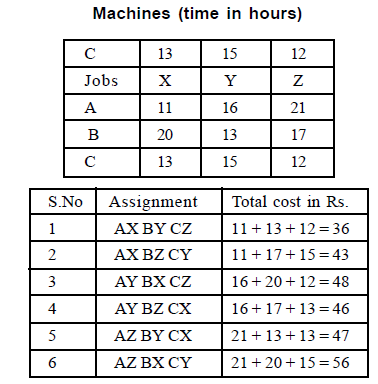 Machines (time in hours)
C 13 15 12
Jobs X Y Z
A 11 16 21
B 20 13 17
C 13 15 12
S.No Assignment Total cost in Rs.
1 AX BY CZ 11 + 13 + 12 = 36
2 AX BZ CY 11 + 17 + 15 = 43
3 AY BX CZ 16 + 20 + 12 = 48
4 AY BZ CX 16 + 17 + 13 = 46
5 AZ BY CX 21 + 13 + 13 = 47
6 AZ BX CY 21 + 20 + 15 = 56